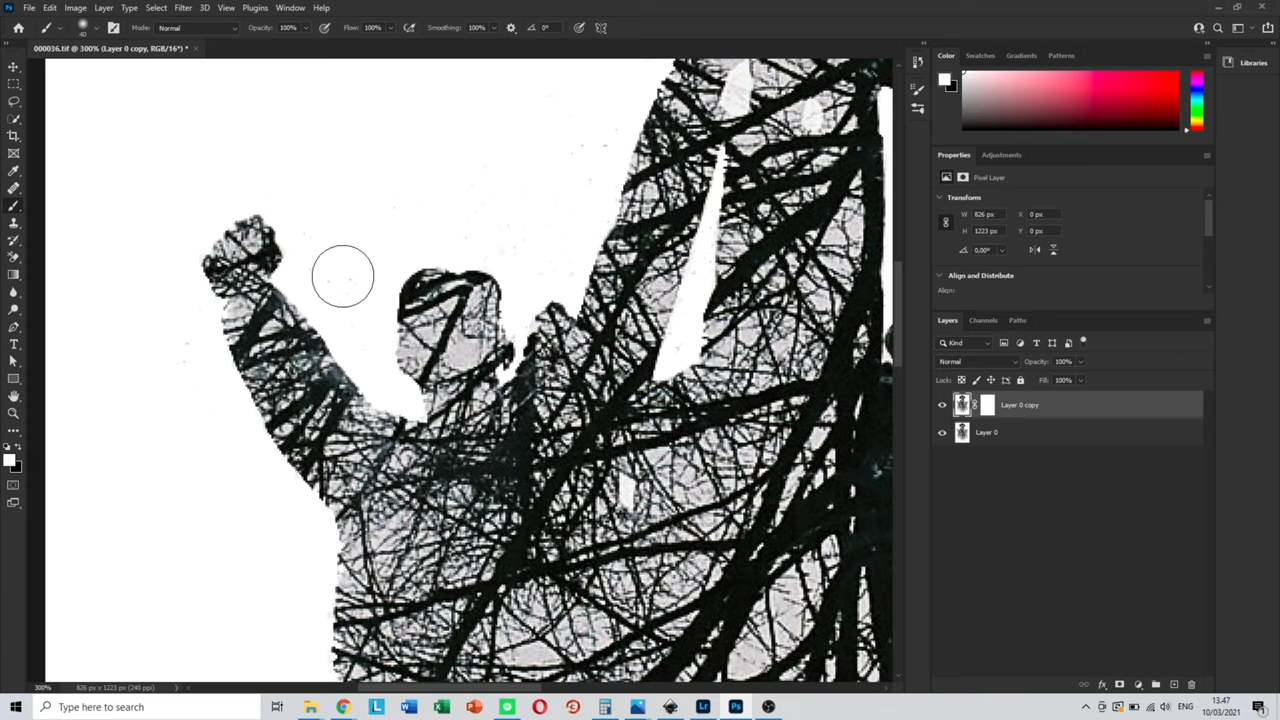 File Edit Image Layer Type Select Filter 3D View Plugins Window Help
40 Mode: Normal Opacity: 100% Flow: 100% Smoothing: 100% 0°
000036.tif @ 300% (Layer 0 copy, RGB/16*) *
Color Swatches Gradients Patterns
Libraries
Properties Adjustments
Pixel Layer
Transform
W 826 px X 0 px
H 1223 px Y 0 px
0.00°
Align and Distribute
Align:
Layers Channels Paths
Kind
Normal Opacity: 100%
Lock: Fill: 100%
Layer 0 copy
Layer 0
300% 826 px x 1223 px (240 ppi)
Type here to search
13.47
10/03/2021